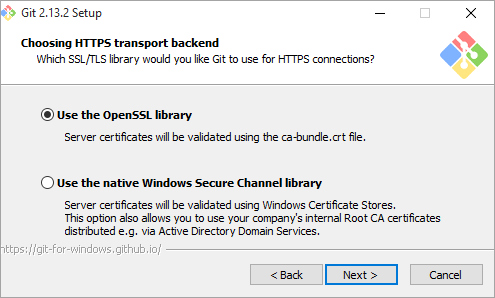 Git 2.13.2 Setup
Choosing HTTPS transport backend
Which SSL/TLS library would you like Git to use for HTTPS connections?
Use the OpenSSL library
Server certificates will be validated using the ca-bundle.crt file.
Use the native Windows Secure Channel library
Server certificates will be validated using Windows Certificate Stores.
This option also allows you to use your company's internal Root CA certificates
distributed e.g. via Active Directory Domain Services.
https://git-for-windows.github.io/
< Back
Next >
Cancel